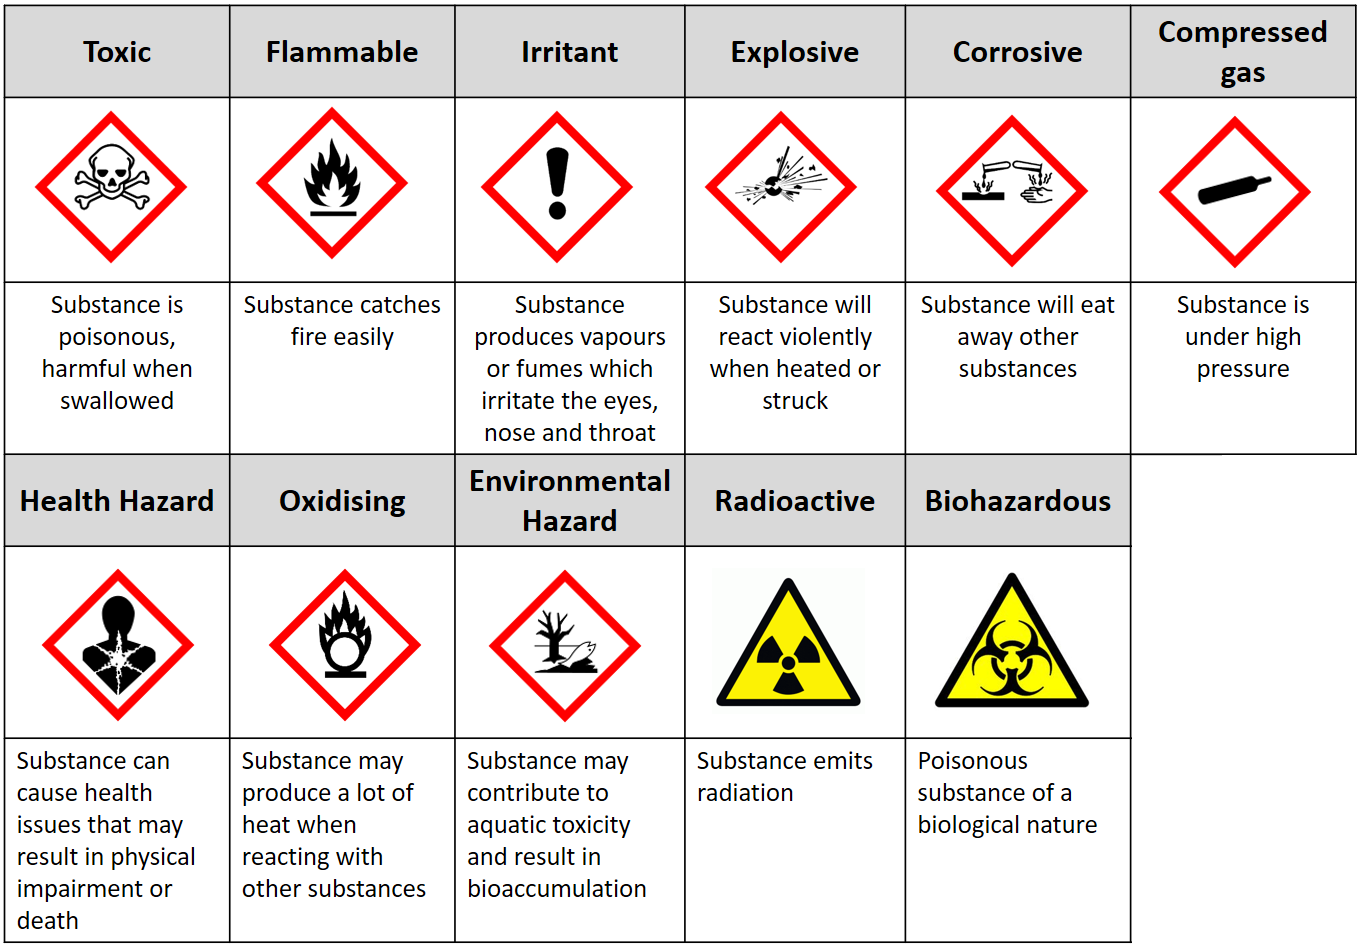 Toxic
Flammable
Irritant
Explosive
Corrosive
Compressed
gas
Substance is
poisonous,
harmful when
swallowed
Substance catches
fire easily
Substance
produces vapours
or fumes which
irritate the eyes,
nose and throat
Substance will
react violently
when heated or
struck
Substance will eat
away other
substances
Substance is
under high
pressure
Health Hazard
Oxidising
Environmental
Hazard
Radioactive
Biohazardous
Substance can
cause health
issues that may
result in physical
impairment or
death
Substance may
produce a lot of
heat when
reacting with
other substances
Substance may
contribute to
aquatic toxicity
and result in
bioaccumulation
Substance emits
radiation
Poisonous
substance of a
biological nature